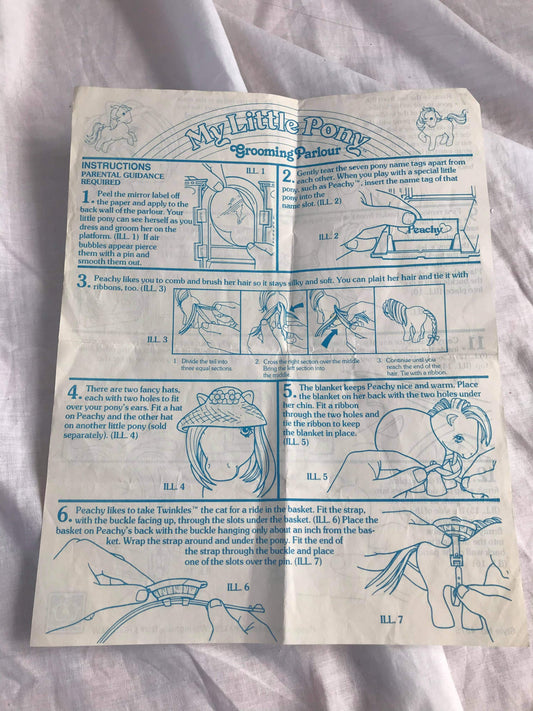 My Little Pony
Grooming Parlour
INSTRUCTIONS
PARENTAL GUIDANCE
REQUIRED
1. Peel the mirror label off
the paper and apply to the
back wall of the parlour. Your
little pony can see herself as you
dress and groom her on the
platform. (ILL. 1) If air
bubbles appear pierce
them with a pin and
smooth them out.
ILL. 1
2. Gently tear the seven pony name tags apart from
each other. When you play with a special little
pony, such as Peachy™, insert the name tag of that
pony into the
name slot. (ILL. 2)
ILL. 2
Peachy
3. Peachy likes you to comb and brush her hair so it stays silky and soft. You can plait her hair and tie it with
ribbons, too. (ILL. 3)
ILL. 3
1. Divide the tail into
three equal sections.
2. Cross the right section over the middle.
Bring the left section into
the middle.
3. Continue until you
reach the end of the
hair. Tie with a ribbon.
4. There are two fancy hats,
each with two holes to fit
over your pony's ears. Fit a hat
on Peachy and the other hat
on another little pony (sold
separately). (ILL. 4)
ILL. 4
5. The blanket keeps Peachy nice and warm. Place
the blanket on her back with the two holes under
her chin. Fit a ribbon
through the two holes and
tie the ribbon to keep
the blanket in place.
(ILL. 5)
ILL. 5
6. Peachy likes to take Twinkles™ the cat for a ride in the basket. Fit the strap,
with the buckle facing up, through the slots under the basket. (ILL. 6) Place the
basket on Peachy's back with the buckle hanging only about an inch from the bas-
ket. Wrap the strap around and under the pony. Fit the end of
the strap through the buckle and place
one of the slots over the pin. (ILL. 7)
ILL. 6
ILL. 7